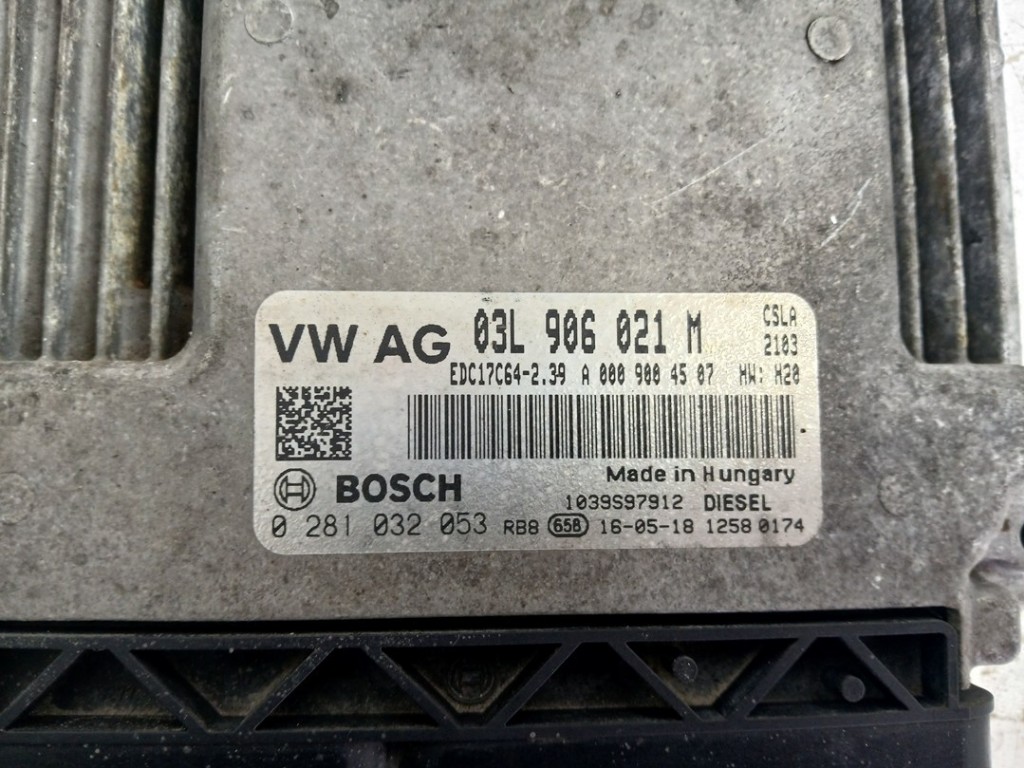 VW AG 03L 906 021 M CSLA
2103
EDC17C64-2.39 A 000 900 45 07 HW: H20
Made in Hungary
BOSCH
1039S97912 DIESEL
0 281 032 053 RB8 658 16-05-18 1258 0174